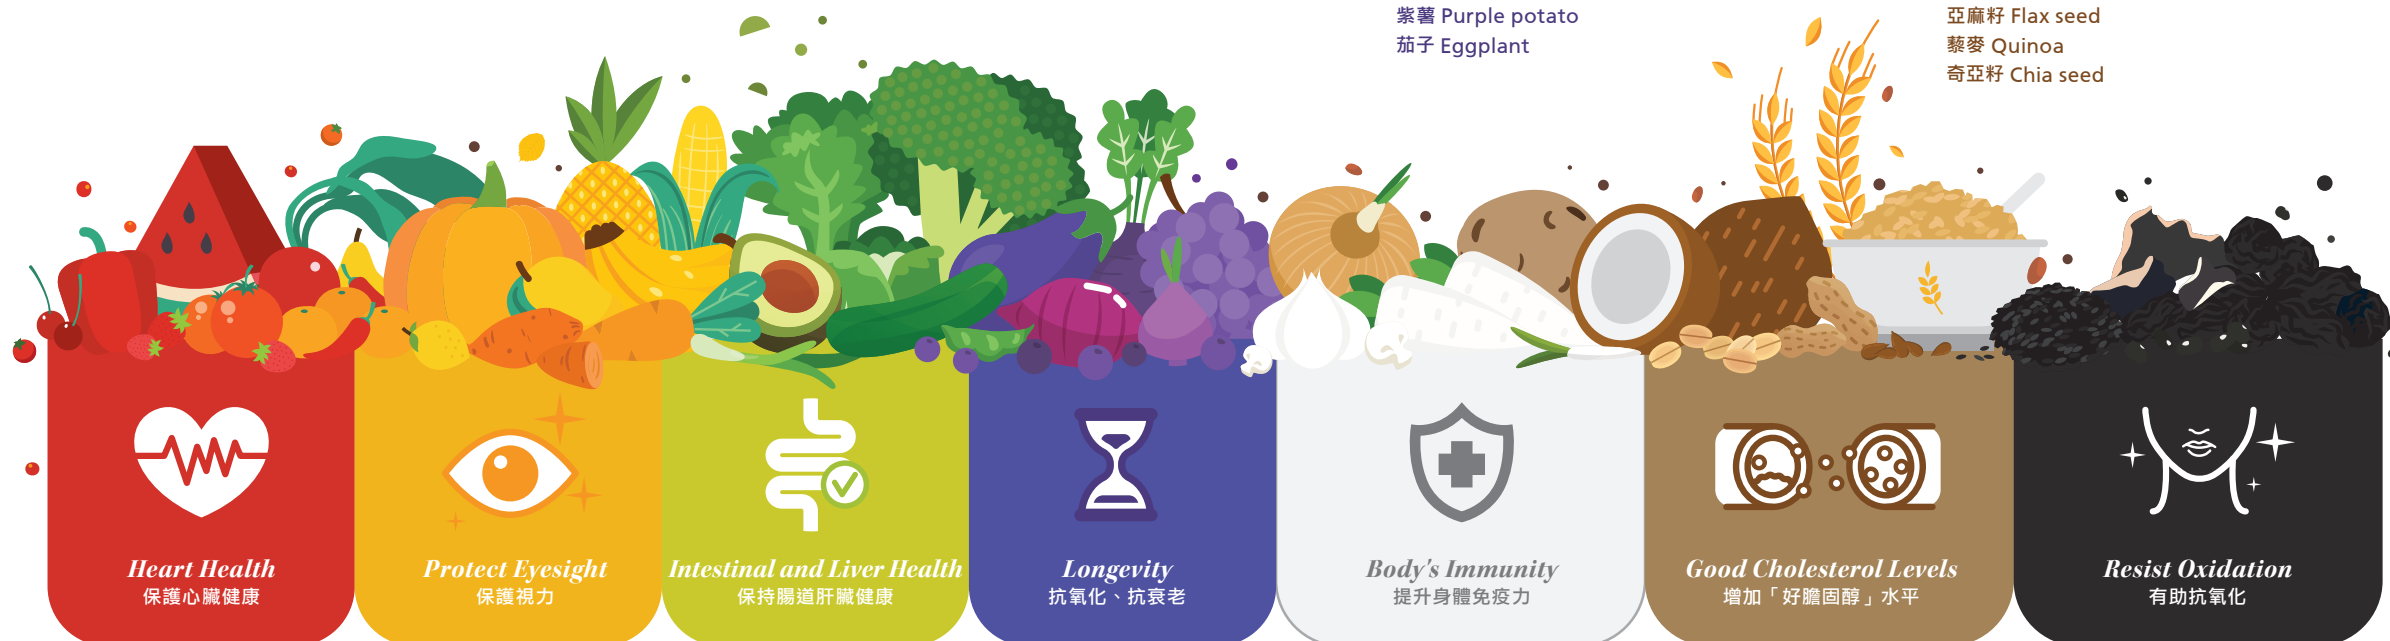 紫薯 Purple potato
茄子 Eggplant
亞麻籽 Flax seed
藜麥 Quinoa
奇亞籽 Chia seed
Heart Health
保護心臟健康
Protect Eyesight
保護視力
Intestinal and Liver Health
保持腸道肝臟健康
Longevity
抗氧化、抗衰老
Body's Immunity
提升身體免疫力
Good Cholesterol Levels
增加「好膽固醇」水平
Resist Oxidation
有助抗氧化